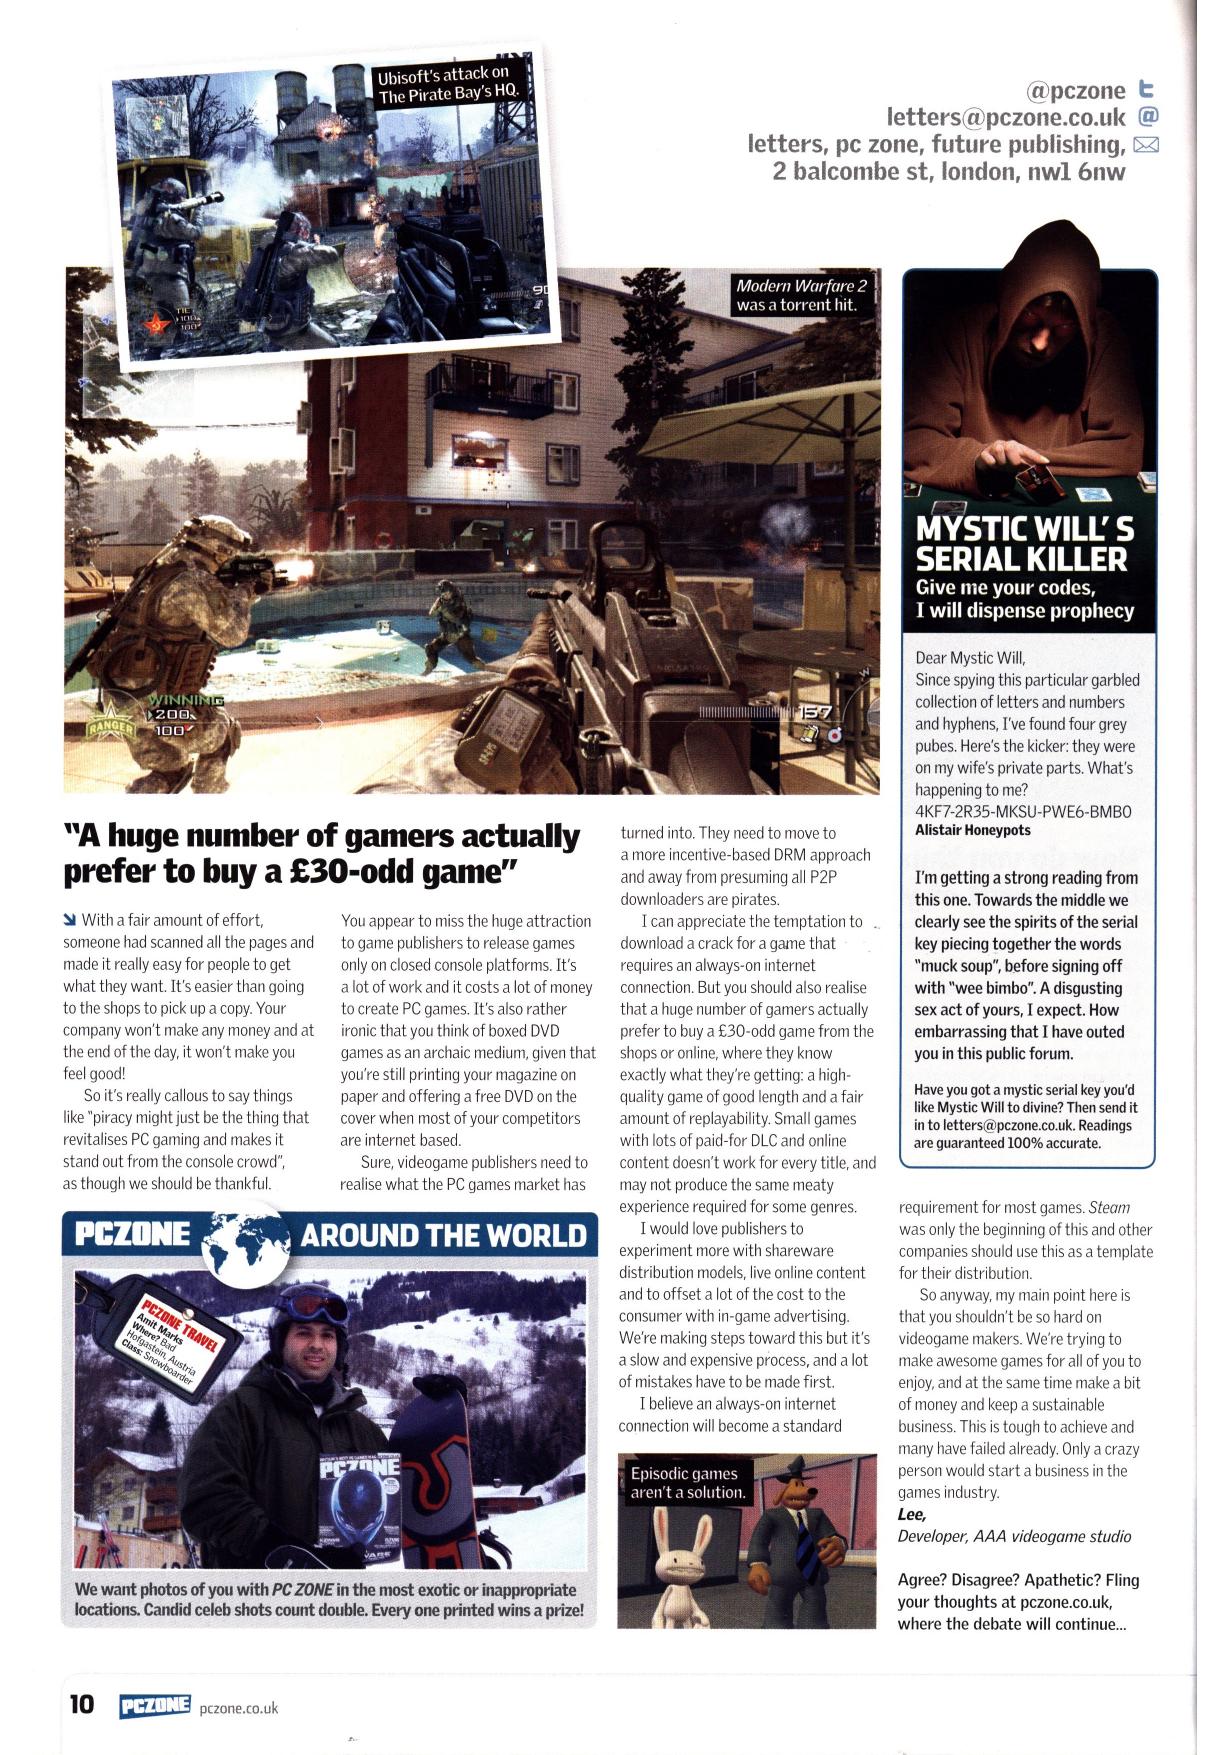 Ubisoft's attack on
The Pirate Bay's HQ.
@pczone
letters@pczone.co.uk
letters, pc zone, future publishing,
2 balcombe st, london, nw1 6nw
Modern Warfare 2
was a torrent hit.
TIE
100
100
90
WINNING
200
100
RANGER
157
W
"A huge number of gamers actually
prefer to buy a £30-odd game"
With a fair amount of effort,
someone had scanned all the pages and
made it really easy for people to get
what they want. It's easier than going
to the shops to pick up a copy. Your
company won't make any money and at
the end of the day, it won't make you
feel good!
So it's really callous to say things
like "piracy might just be the thing that
revitalises PC gaming and makes it
stand out from the console crowd",
as though we should be thankful.
You appear to miss the huge attraction
to game publishers to release games
only on closed console platforms. It's
a lot of work and it costs a lot of money
to create PC games. It's also rather
ironic that you think of boxed DVD
games as an archaic medium, given that
you're still printing your magazine on
paper and offering a free DVD on the
cover when most of your competitors
are internet based.
Sure, videogame publishers need to
realise what the PC games market has
turned into. They need to move to
a more incentive-based DRM approach
and away from presuming all P2P
downloaders are pirates.
I can appreciate the temptation to
download a crack for a game that
requires an always-on internet
connection. But you should also realise
that a huge number of gamers actually
prefer to buy a £30-odd game from the
shops or online, where they know
exactly what they're getting: a high-
quality game of good length and a fair
amount of replayability. Small games
with lots of paid-for DLC and online
content doesn't work for every title, and
may not produce the same meaty
experience required for some genres.
I would love publishers to
experiment more with shareware
distribution models, live online content
and to offset a lot of the cost to the
consumer with in-game advertising.
We're making steps toward this but it's
a slow and expensive process, and a lot
of mistakes have to be made first.
I believe an always-on internet
connection will become a standard
requirement for most games. Steam
was only the beginning of this and other
companies should use this as a template
for their distribution.
So anyway, my main point here is
that you shouldn't be so hard on
videogame makers. We're trying to
make awesome games for all of you to
enjoy, and at the same time make a bit
of money and keep a sustainable
business. This is tough to achieve and
many have failed already. Only a crazy
person would start a business in the
games industry.
Lee,
Developer, AAA videogame studio
Agree? Disagree? Apathetic? Fling
your thoughts at pczone.co.uk,
where the debate will continue...
MYSTIC WILL'S
SERIAL KILLER
Give me your codes,
I will dispense prophecy
Dear Mystic Will,
Since spying this particular garbled
collection of letters and numbers
and hyphens, I've found four grey
pubes. Here's the kicker: they were
on my wife's private parts. What's
happening to me?
4KF7-2R35-MKSU-PWE6-BMB0
Alistair Honeypots
I'm getting a strong reading from
this one. Towards the middle we
clearly see the spirits of the serial
key piecing together the words
"muck soup", before signing off
with "wee bimbo". A disgusting
sex act of yours, I expect. How
embarrassing that I have outed
you in this public forum.
Have you got a mystic serial key you'd
like Mystic Will to divine? Then send it
in to letters@pczone.co.uk. Readings
are guaranteed 100% accurate.
PCZONE AROUND THE WORLD
PCZONE TRAVEL
Amit Marks
Where? Bad
Hofgastein, Austria
Class: Snowboarder
PCZONE
We want photos of you with PC ZONE in the most exotic or inappropriate
locations. Candid celeb shots count double. Every one printed wins a prize!
Episodic games
aren't a solution.
10 PCZONE pczone.co.uk